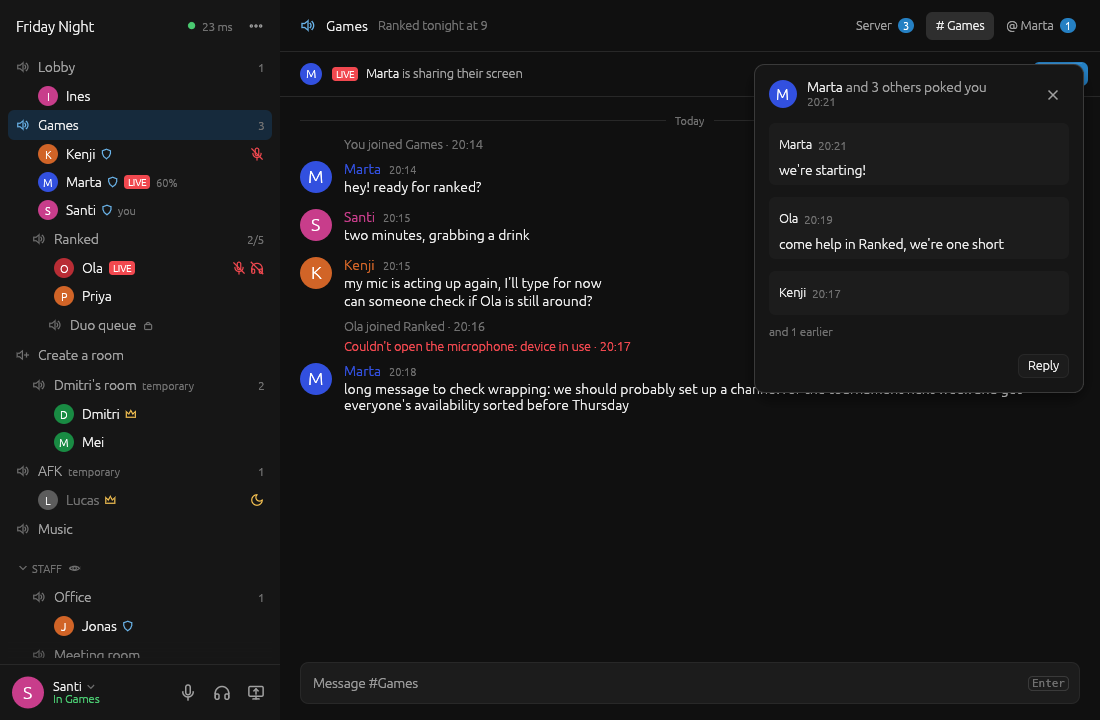 Friday Night
23 ms
Lobby
1
I
Ines
Games
3
K
Kenji
M
Marta
LIVE
60%
S
Santi
you
Ranked
2/5
O
Ola
LIVE
P
Priya
Duo queue
Create a room
Dmitri's room temporary
2
D
Dmitri
M
Mei
AFK temporary
1
L
Lucas
Music
STAFF
Office
1
J
Jonas
Meeting room
S
Santi
In Games
Games
Ranked tonight at 9
Server 3
# Games
@ Marta 1
M
LIVE
Marta is sharing their screen
Today
You joined Games · 20:14
M
Marta 20:14
hey! ready for ranked?
S
Santi 20:15
two minutes, grabbing a drink
K
Kenji 20:15
my mic is acting up again, I'll type for now
can someone check if Ola is still around?
Ola joined Ranked · 20:16
Couldn't open the microphone: device in use · 20:17
M
Marta 20:18
long message to check wrapping: we should probably set up a
everyone's availability sorted before Thursday
Message #Games
Enter
M
Marta and 3 others poked you
20:21
Marta 20:21
we're starting!
Ola 20:19
come help in Ranked, we're one short
Kenji 20:17
and 1 earlier
Reply